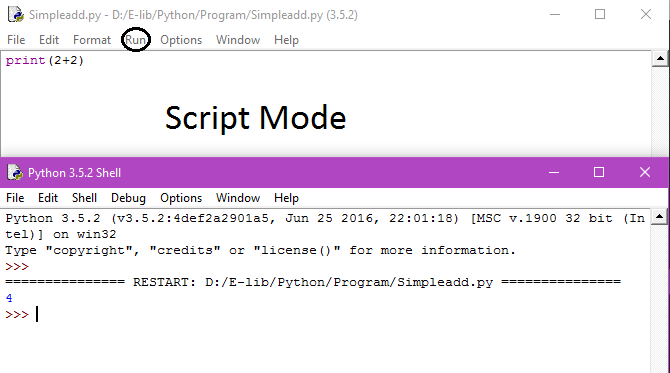 Simpleadd.py - D:/E-lib/Python/Program/Simpleadd.py (3.5.2)
File Edit Format Run Options Window Help
print(2+2)
Script Mode
Python 3.5.2 Shell
File Edit Shell Debug Options Window Help
Python 3.5.2 (v3.5.2:4def2a2901a5, Jun 25 2016, 22:01:18) [MSC v.1900 32 bit (In
tel)] on win32
Type "copyright", "credits" or "license()" for more information.
>>>
=============== RESTART: D:/E-lib/Python/Program/Simpleadd.py ===============
4
>>>